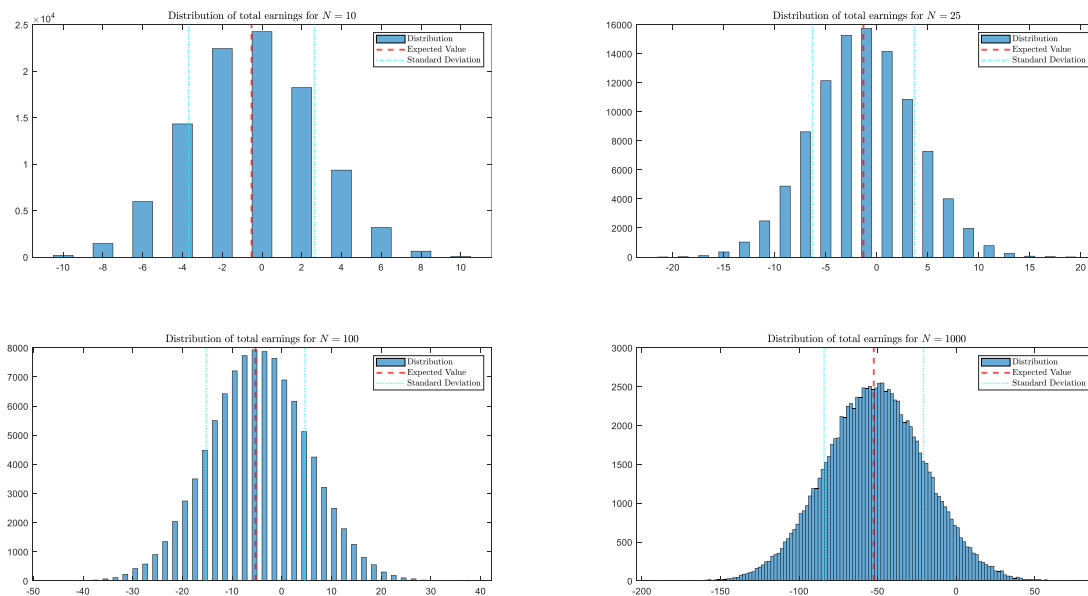 Distribution of total earnings for N = 10
×10⁴
2.5
2
1.5
1
0.5
0
-10 -8 -6 -4 -2 0 2 4 6 8 10
Distribution
Expected Value
Standard Deviation
Distribution of total earnings for N = 25
16000
14000
12000
10000
8000
6000
4000
2000
0
-20 -15 -10 -5 0 5 10 15 20
Distribution
Expected Value
Standard Deviation
Distribution of total earnings for N = 100
8000
7000
6000
5000
4000
3000
2000
1000
0
-50 -40 -30 -20 -10 0 10 20 30 40
Distribution
Expected Value
Standard Deviation
Distribution of total earnings for N = 1000
3000
2500
2000
1500
1000
500
0
-200 -150 -100 -50 0 50
Distribution
Expected Value
Standard Deviation